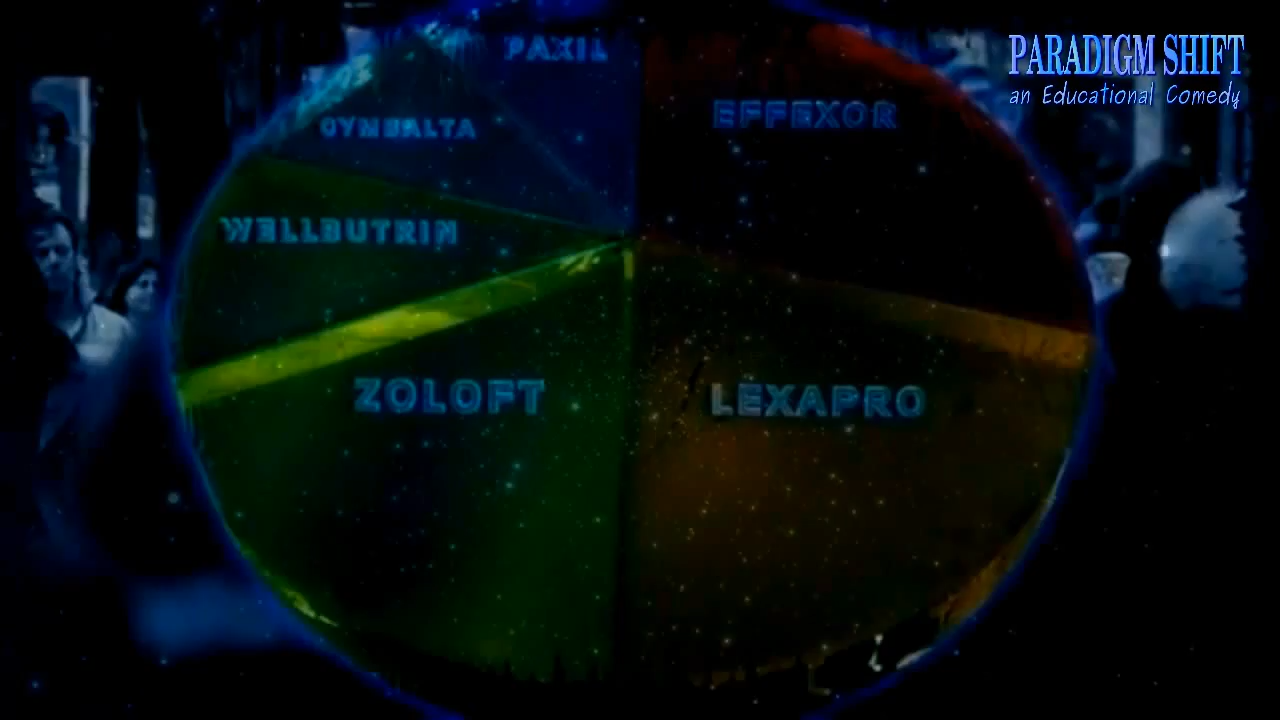 PARADIGM SHIFT
an Educational Comedy
PAXIL
EFFEXOR
CYMBALTA
WELLBUTRIN
ZOLOFT
LEXAPRO